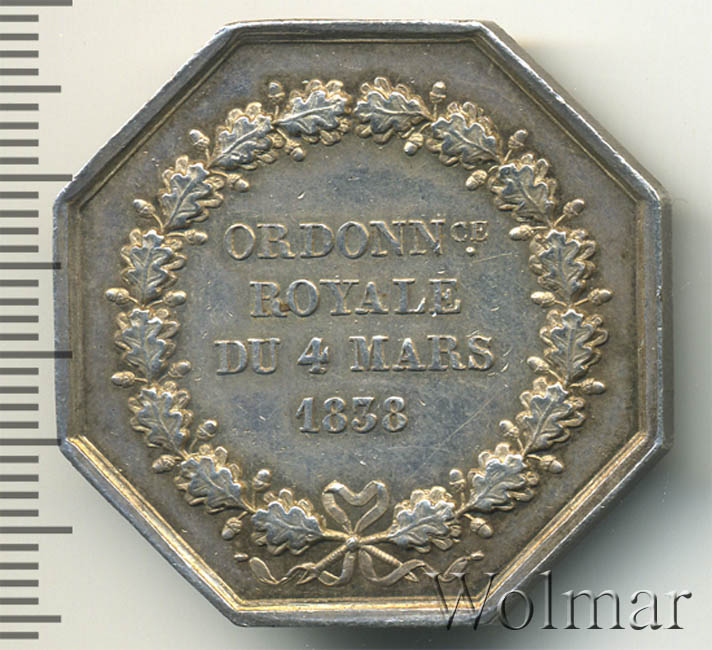 ORDONNCE
ROYALE
DU 4 MARS
1838
Wolmar